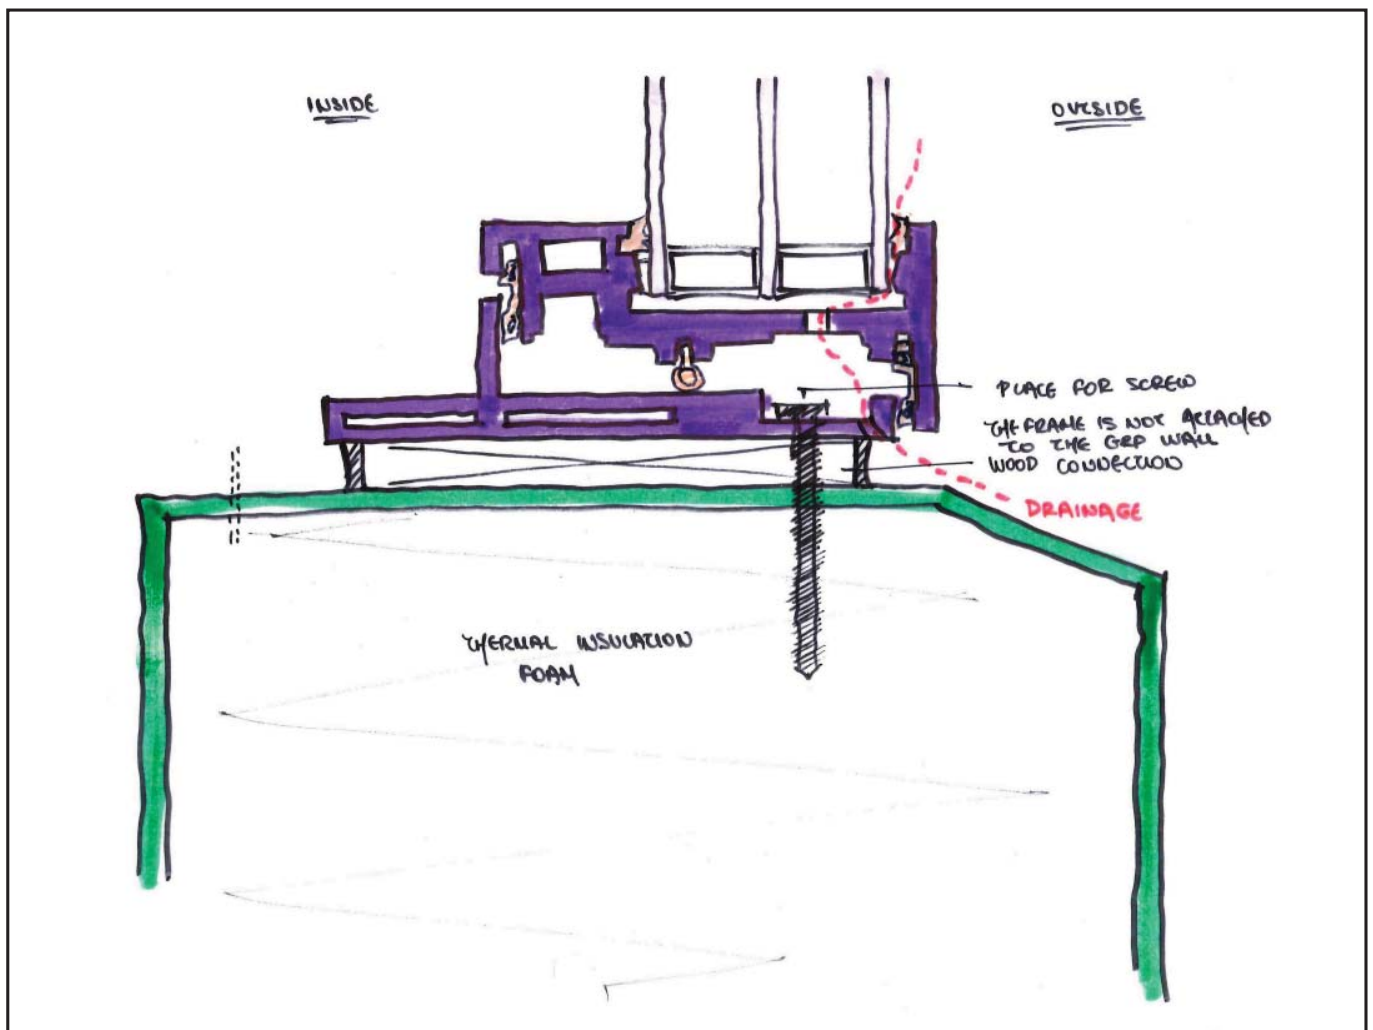 INSIDE
OUTSIDE
PLACE FOR SCREW
THE FRAME IS NOT ATTACHED
TO THE GRP WALL
WOOD CONNECTION
DRAINAGE
THERMAL INSULATION
FOAM